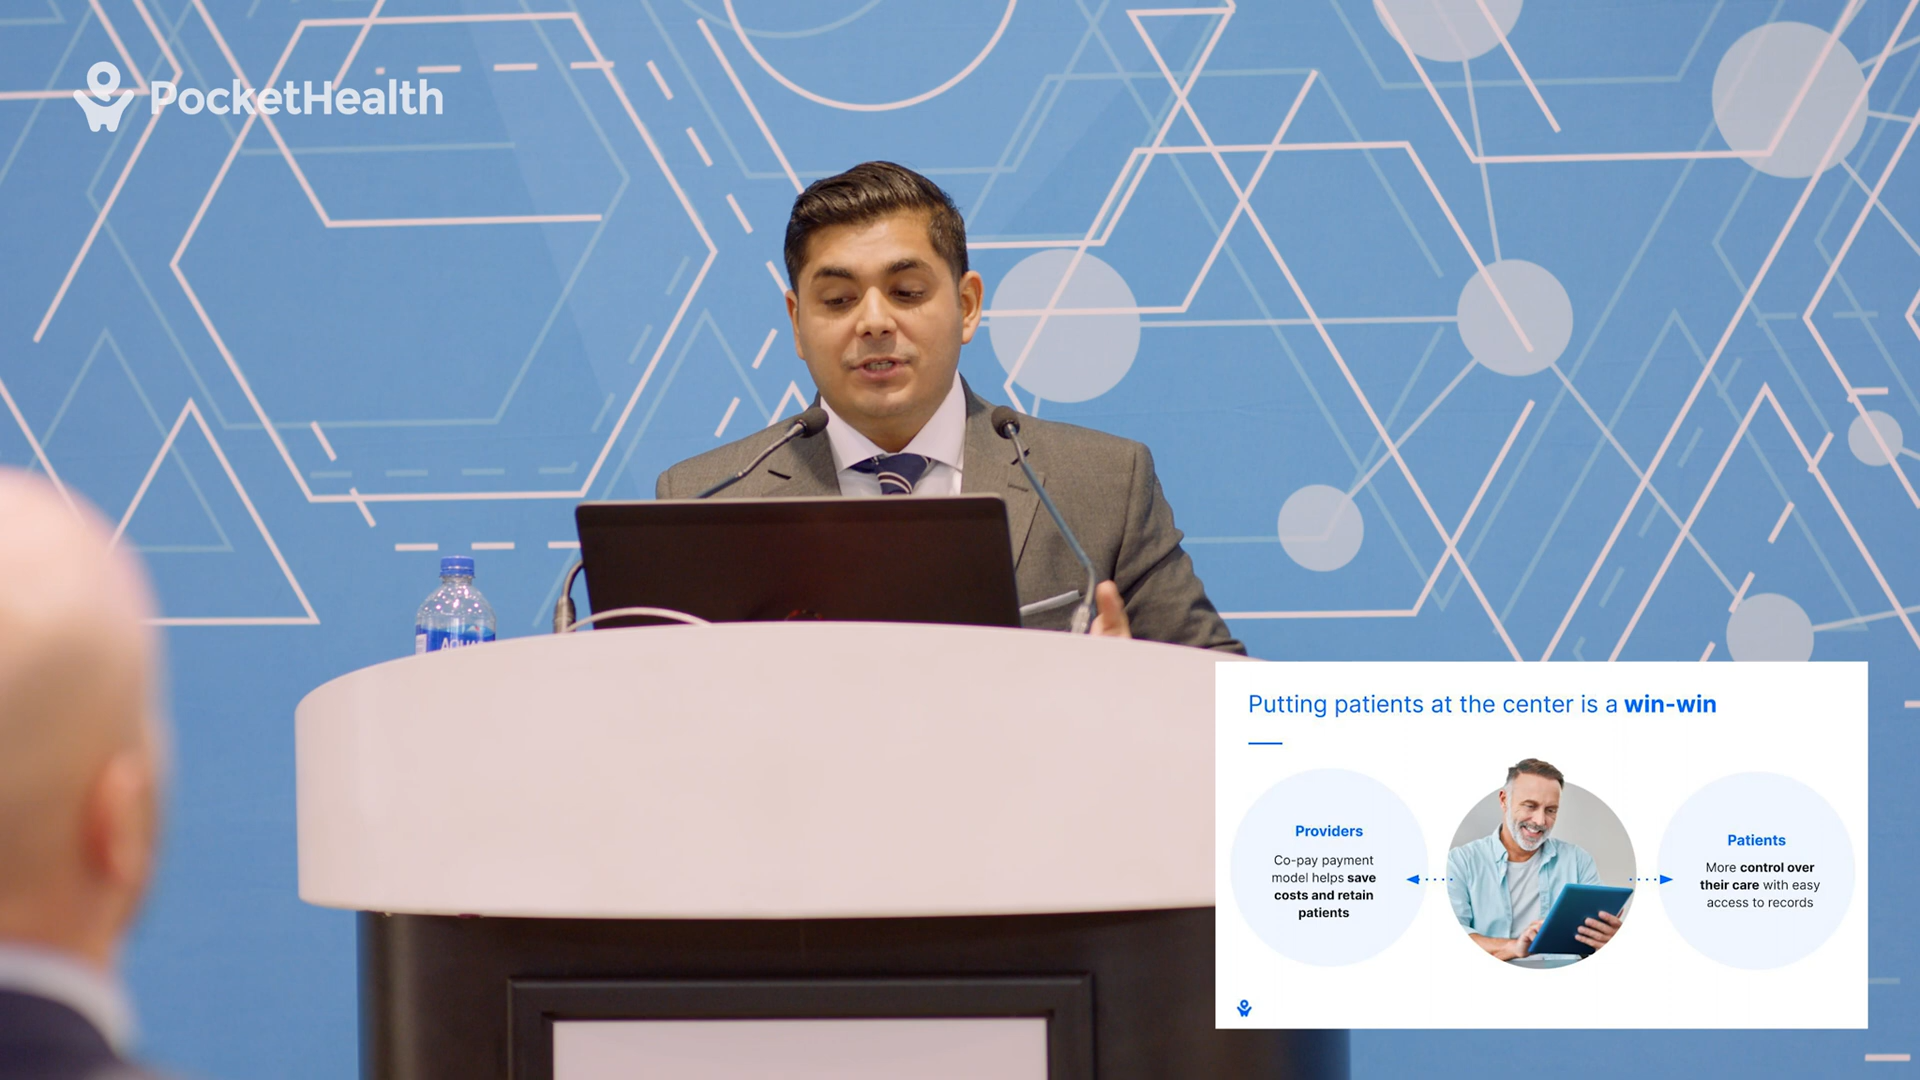 PocketHealth
AQUA
Putting patients at the center is a win-win
Providers
Co-pay payment
model helps save
costs and retain
patients
Patients
More control over
their care with easy
access to records